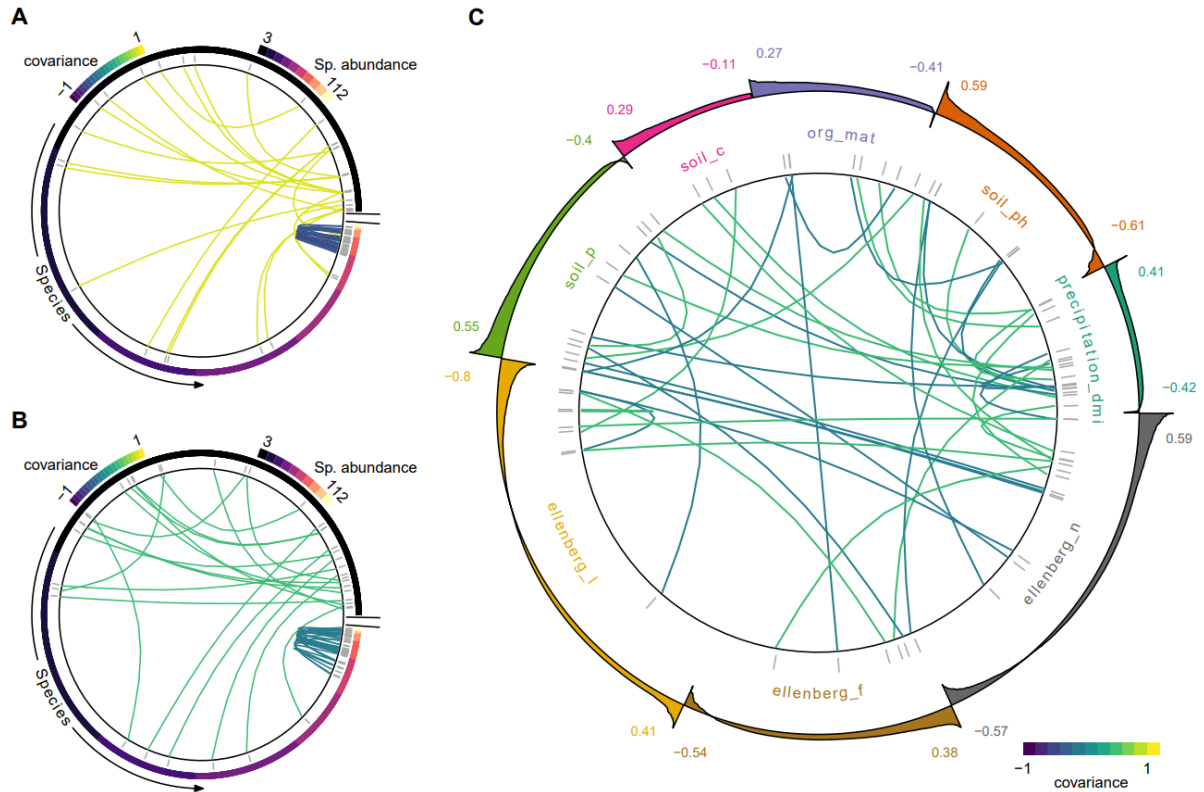 A
covariance
−1
1
3
Sp. abundance
112
Species
B
covariance
−1
1
3
Sp. abundance
112
Species
C
0.27
−0.41
−0.11
0.59
0.29
−0.4
org_mat
soil_c
soil_ph
−0.61
0.41
soil_p
precipitation_dmi
0.55
−0.8
−0.42
0.59
ellenberg_l
ellenberg_n
ellenberg_f
0.41
−0.54
0.38
−0.57
−1
1
covariance